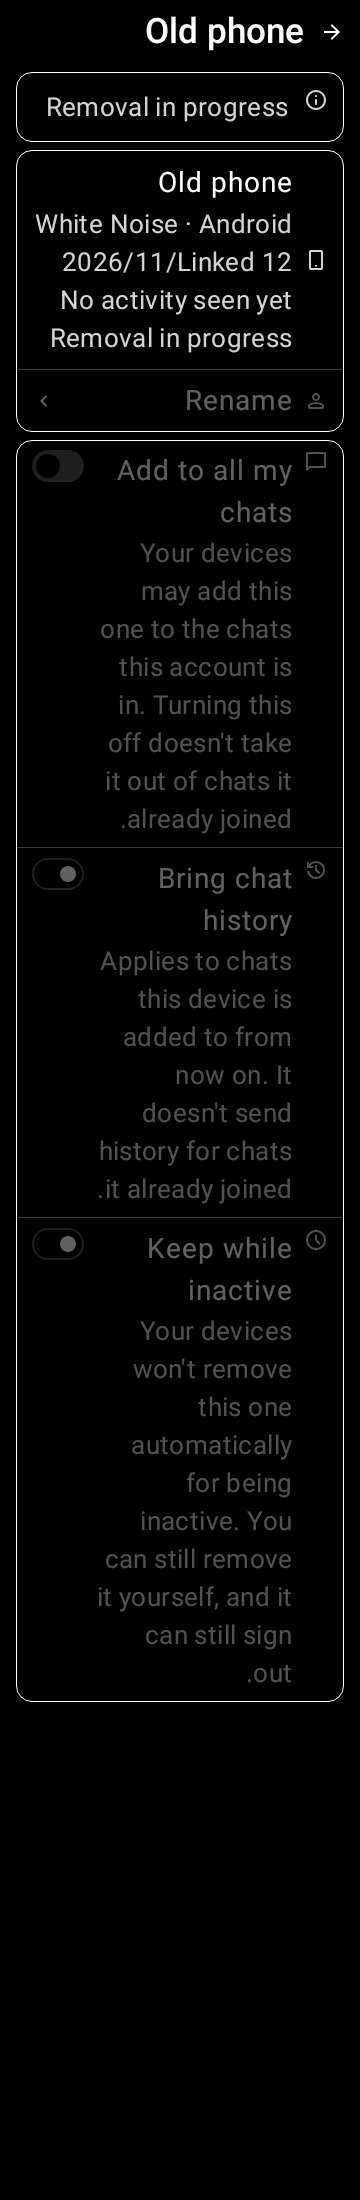 Old phone
Removal in progress
Old phone
White Noise · Android
2026/11/Linked 12
No activity seen yet
Removal in progress
Rename
Add to all my
chats
Your devices
may add this
one to the chats
this account is
in. Turning this
off doesn't take
it out of chats it
.already joined
Bring chat
history
Applies to chats
this device is
added to from
now on. It
doesn't send
history for chats
.it already joined
Keep while
inactive
Your devices
won't remove
this one
automatically
for being
inactive. You
can still remove
it yourself, and it
can still sign
.out